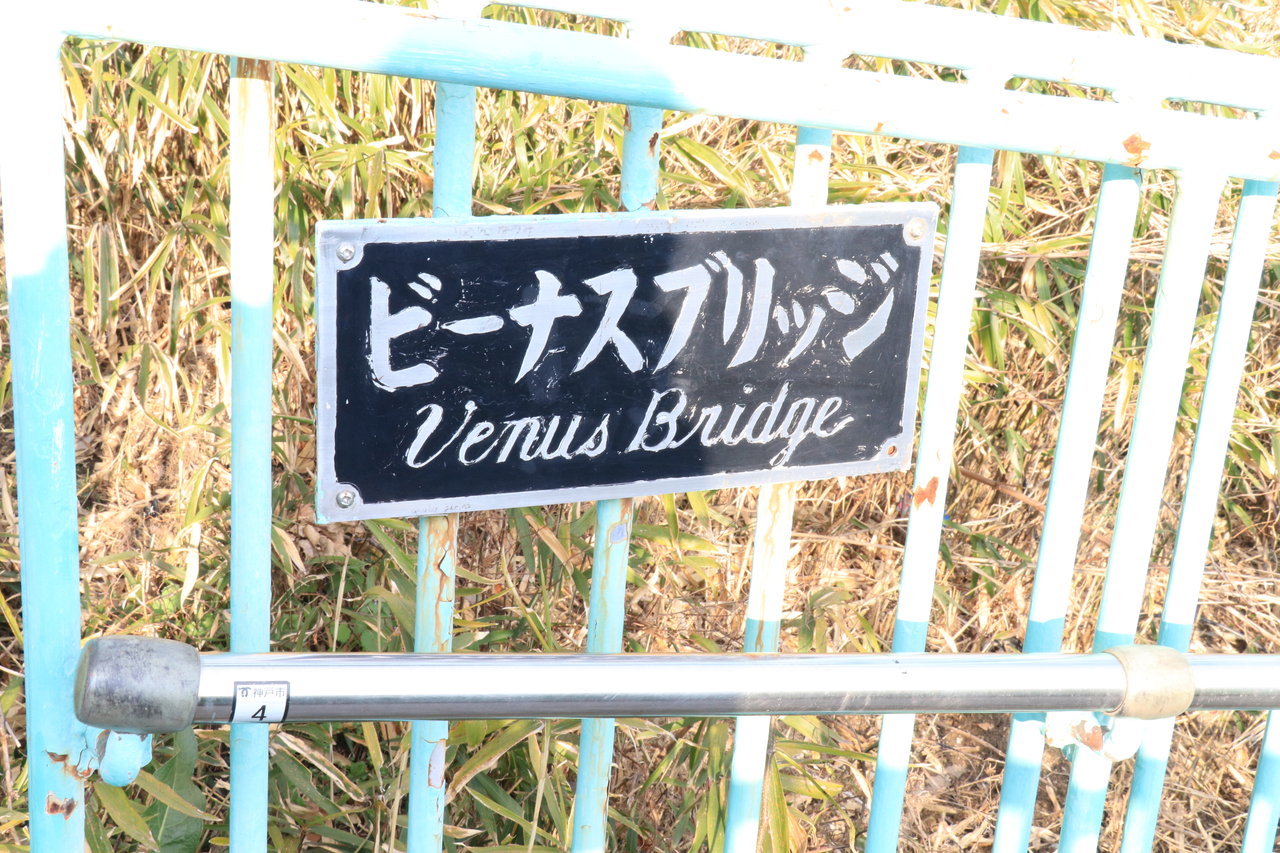 ビーナスブリッジ
Venus Bridge
神戸市
4